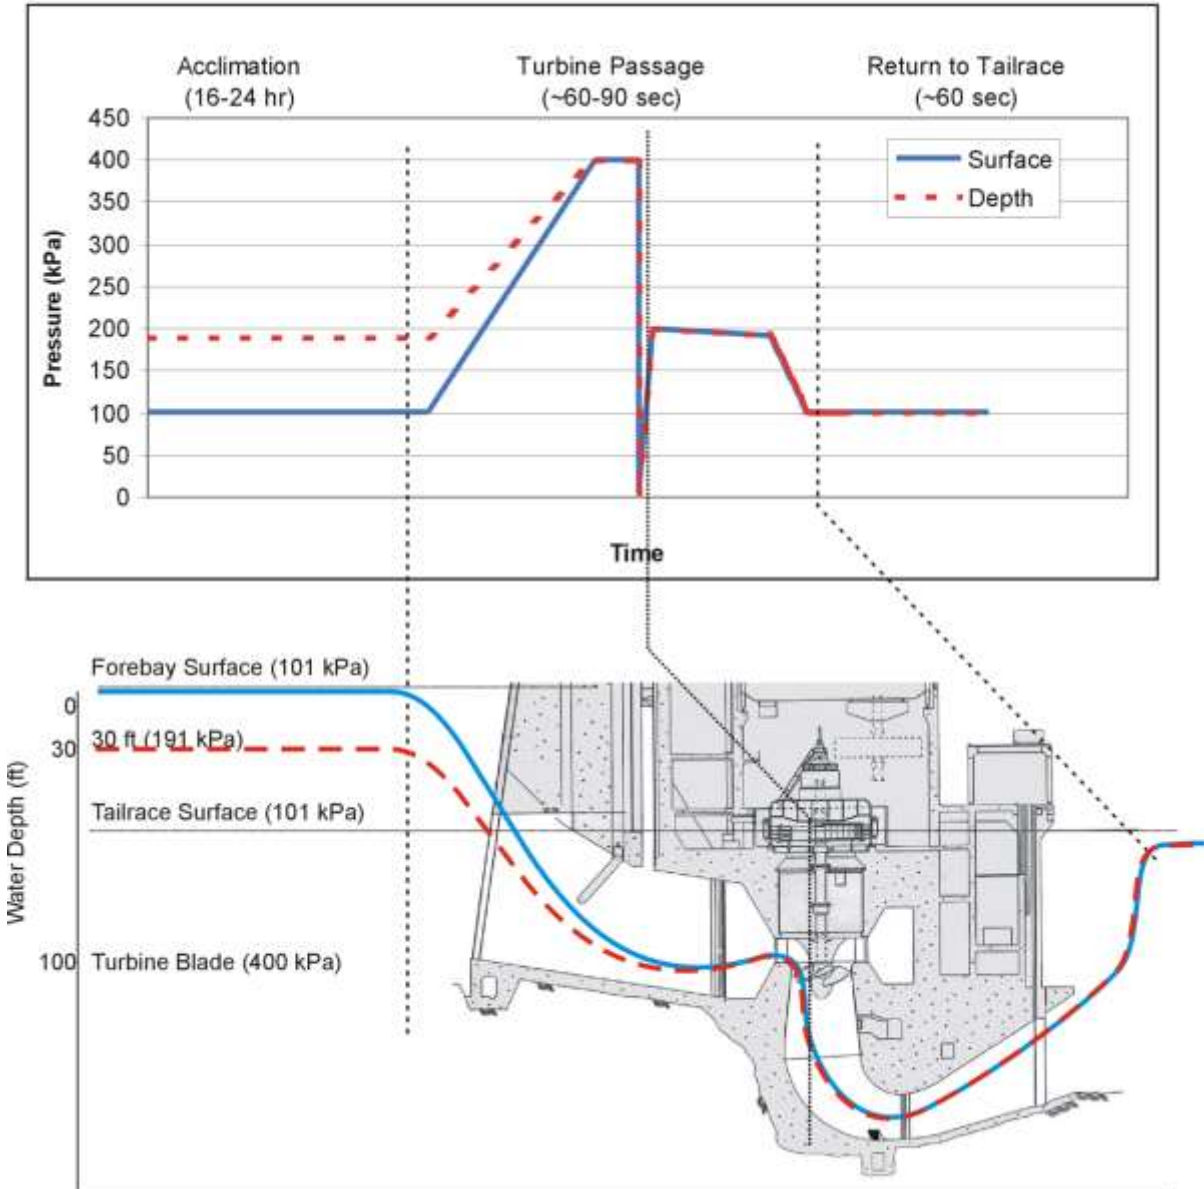 Acclimation
(16-24 hr)
Turbine Passage
(~60-90 sec)
Return to Tailrace
(~60 sec)
Pressure (kPa)
450
400
350
300
250
200
150
100
50
0
Surface
Depth
Time
Water Depth (ft)
Forebay Surface (101 kPa)
0
30
30 ft (191 kPa)
Tailrace Surface (101 kPa)
100
Turbine Blade (400 kPa)